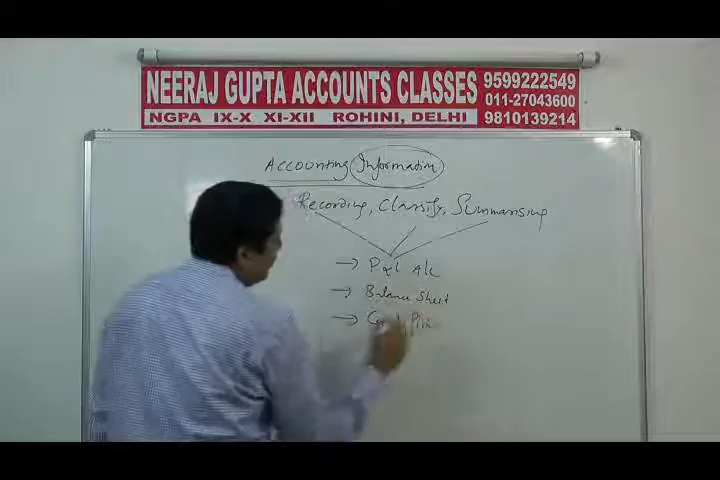 NEERAJ GUPTA ACCOUNTS CLASSES
9599222549
011-27043600
NGPA IX-X XI-XII ROHINI, DELHI
9810139214
Accounting Information
Recording, Classify, Summarising
→ P & L A/c
→ Balance Sheet
→